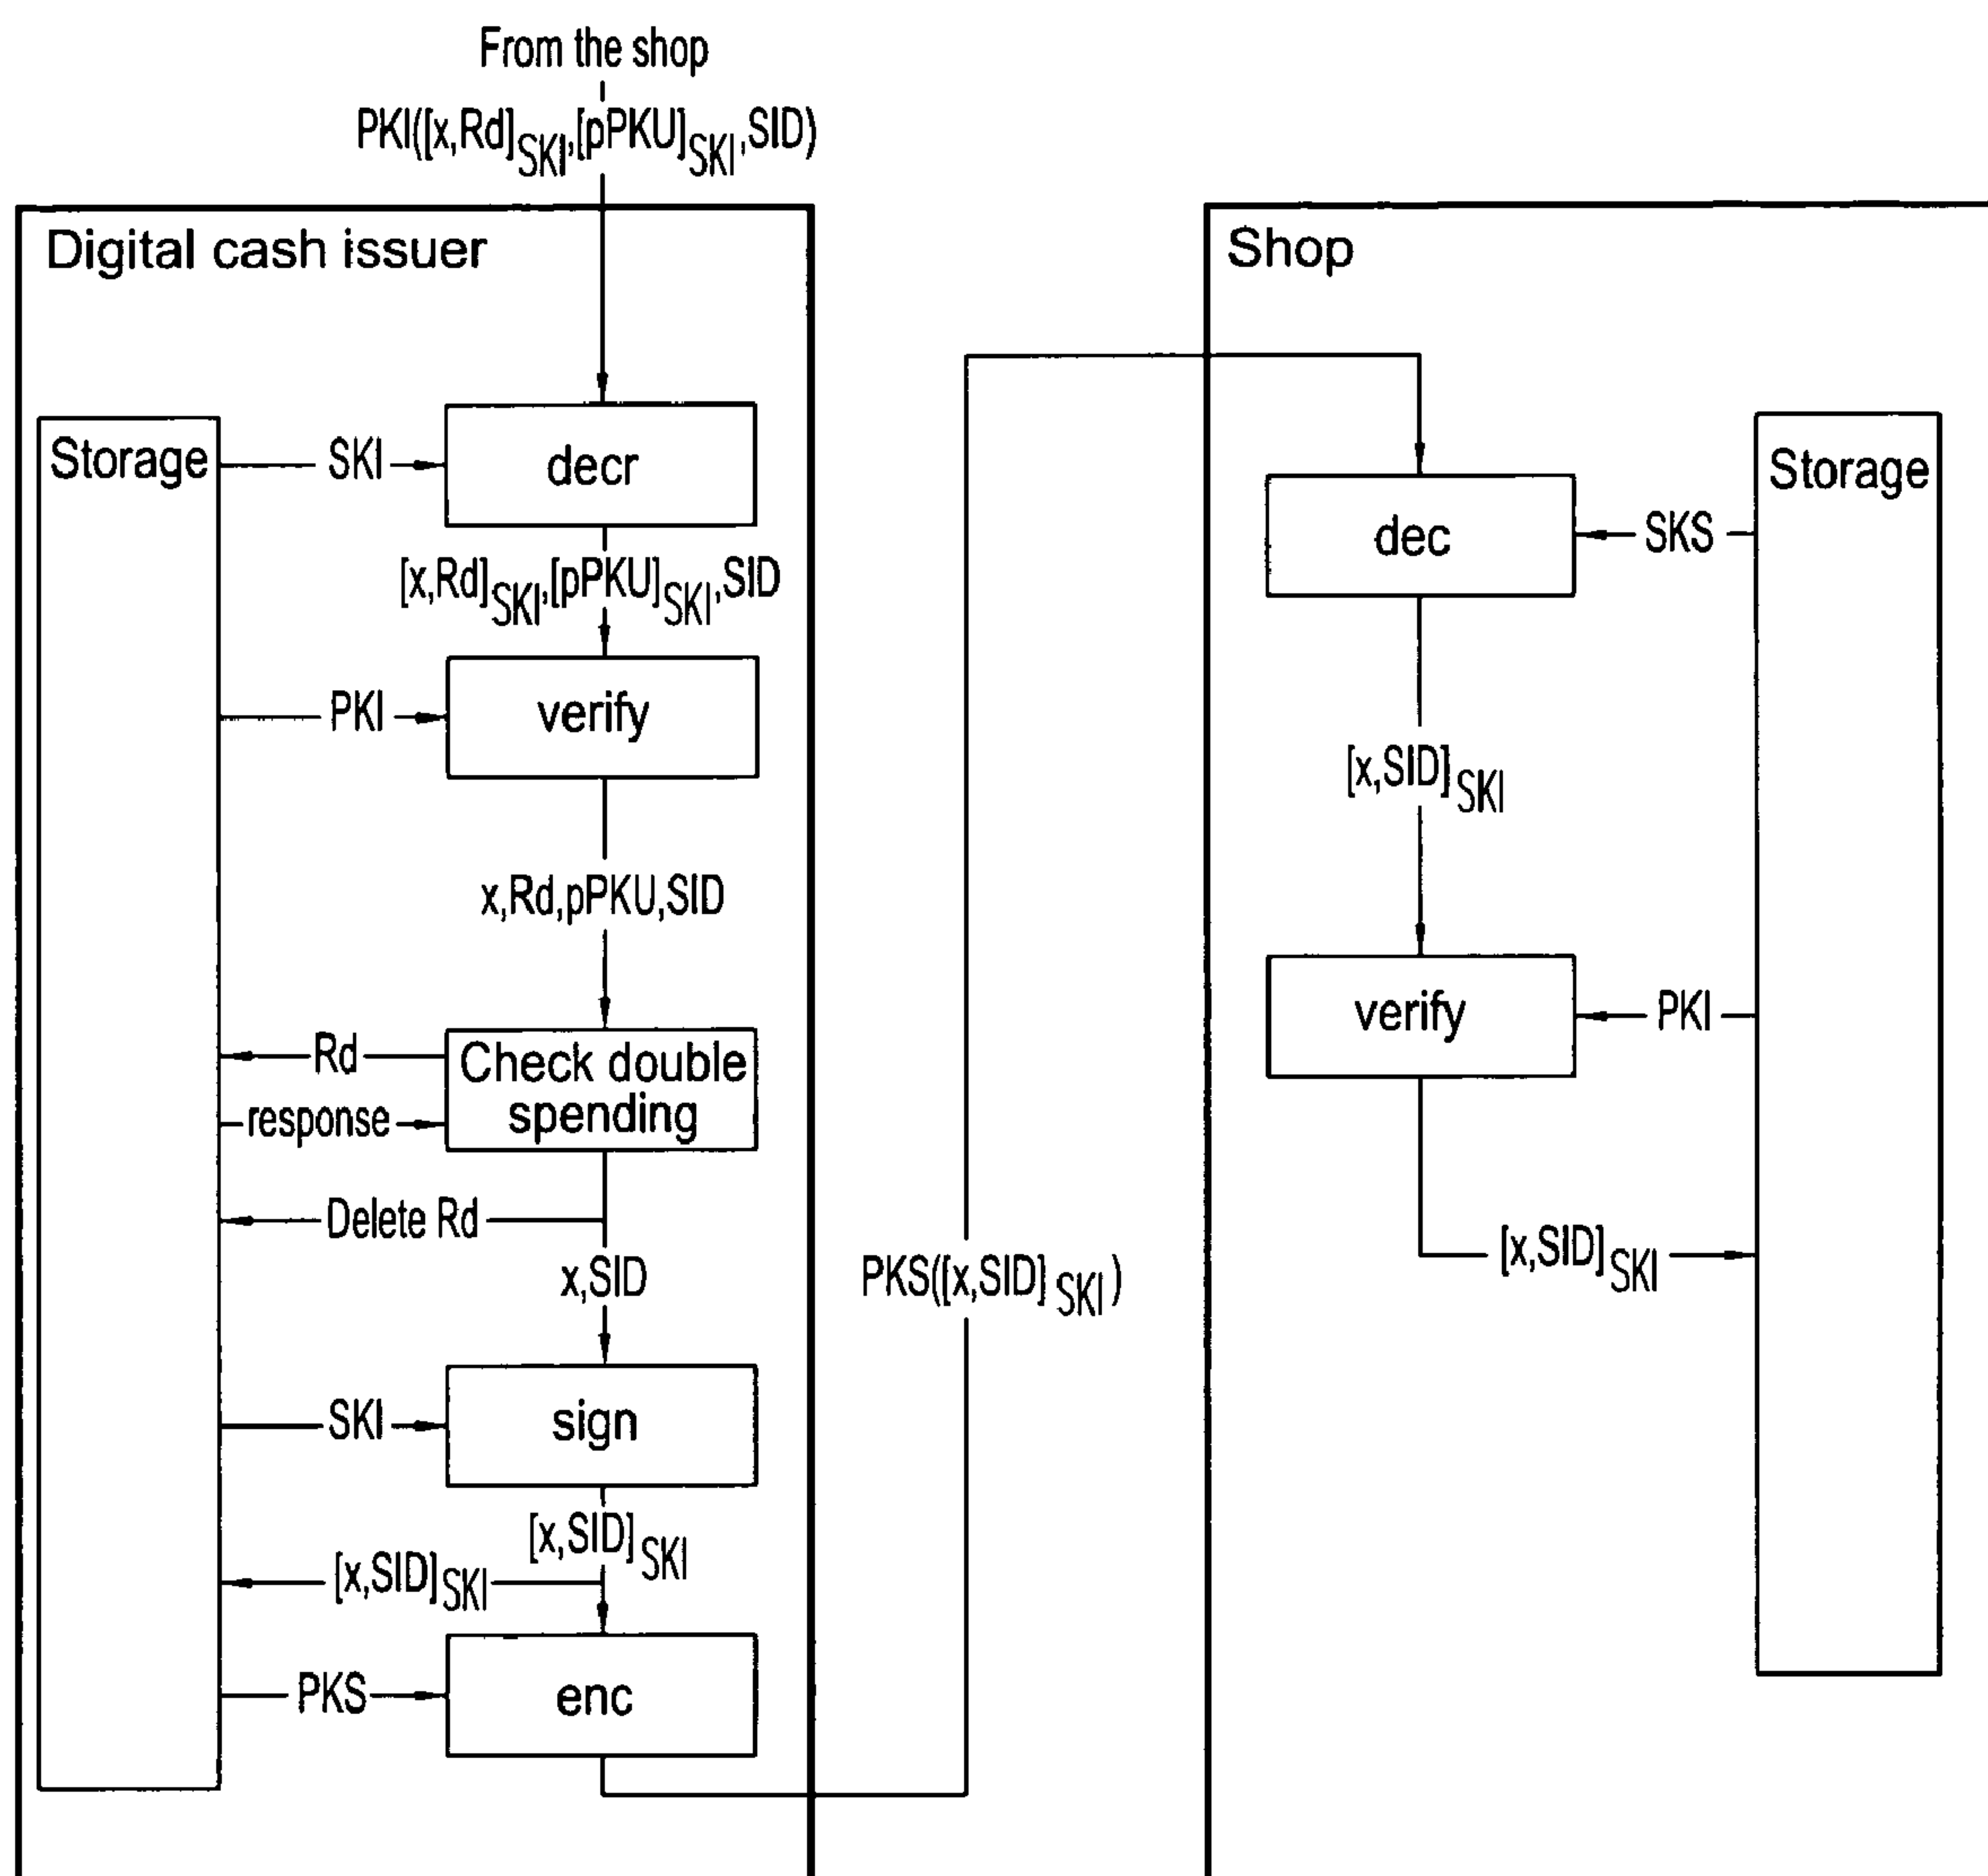 From the shop
PKI([x,Rd]SKI,[pPKU]SKI,SID)
Digital cash issuer
Storage
SKI
decr
[x,Rd]SKI,[pPKU]SKI,SID
PKI
verify
x,Rd,pPKU,SID
Rd
Check double
spending
response
Delete Rd
x,SID
SKI
sign
[x,SID]SKI
[x,SID]SKI
PKS
enc
PKS([x,SID]SKI)
Shop
Storage
dec
SKS
[x,SID]SKI
verify
PKI
[x,SID]SKI